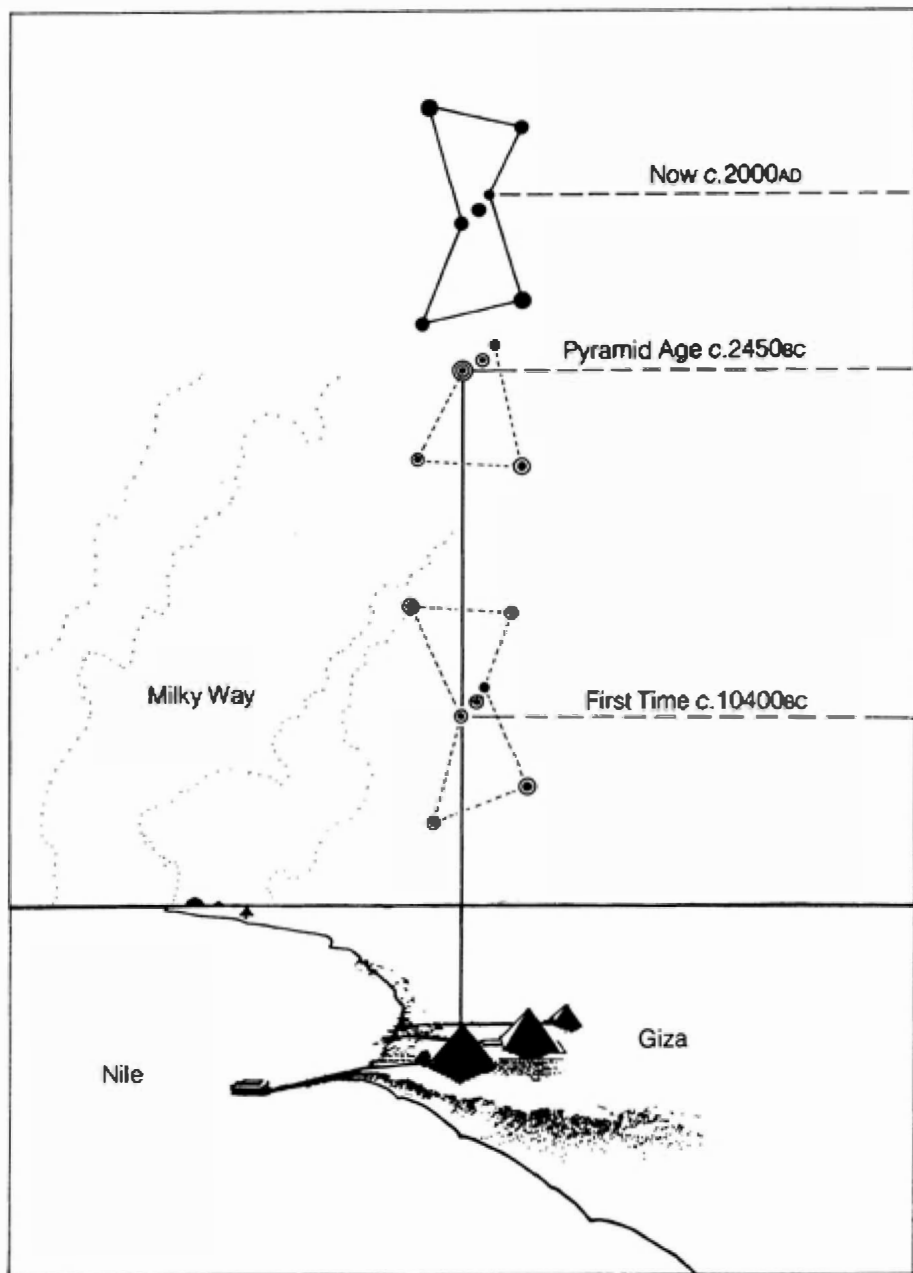 Now c.2000AD
Pyramid Age c.2450BC
Milky Way
First Time c.10400BC
Giza
Nile